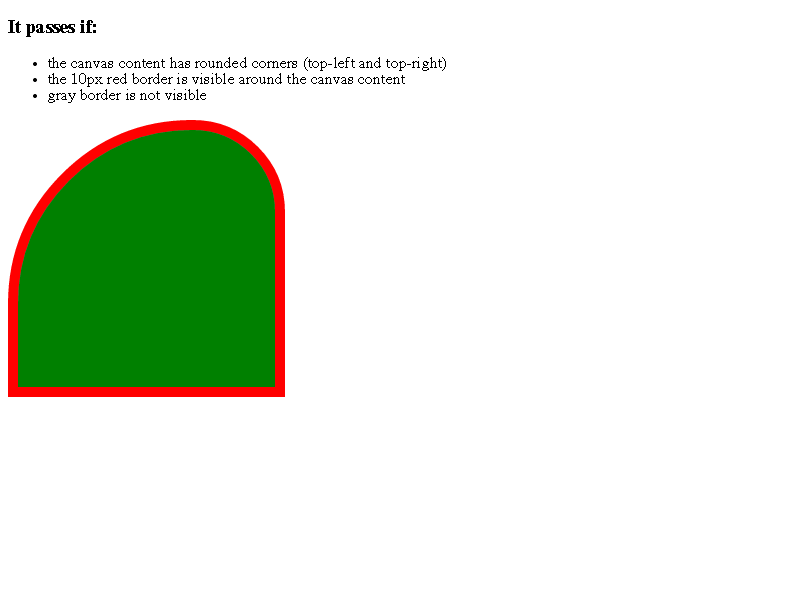 It passes if:
the canvas content has rounded corners (top-left and top-right)
the 10px red border is visible around the canvas content
gray border is not visible